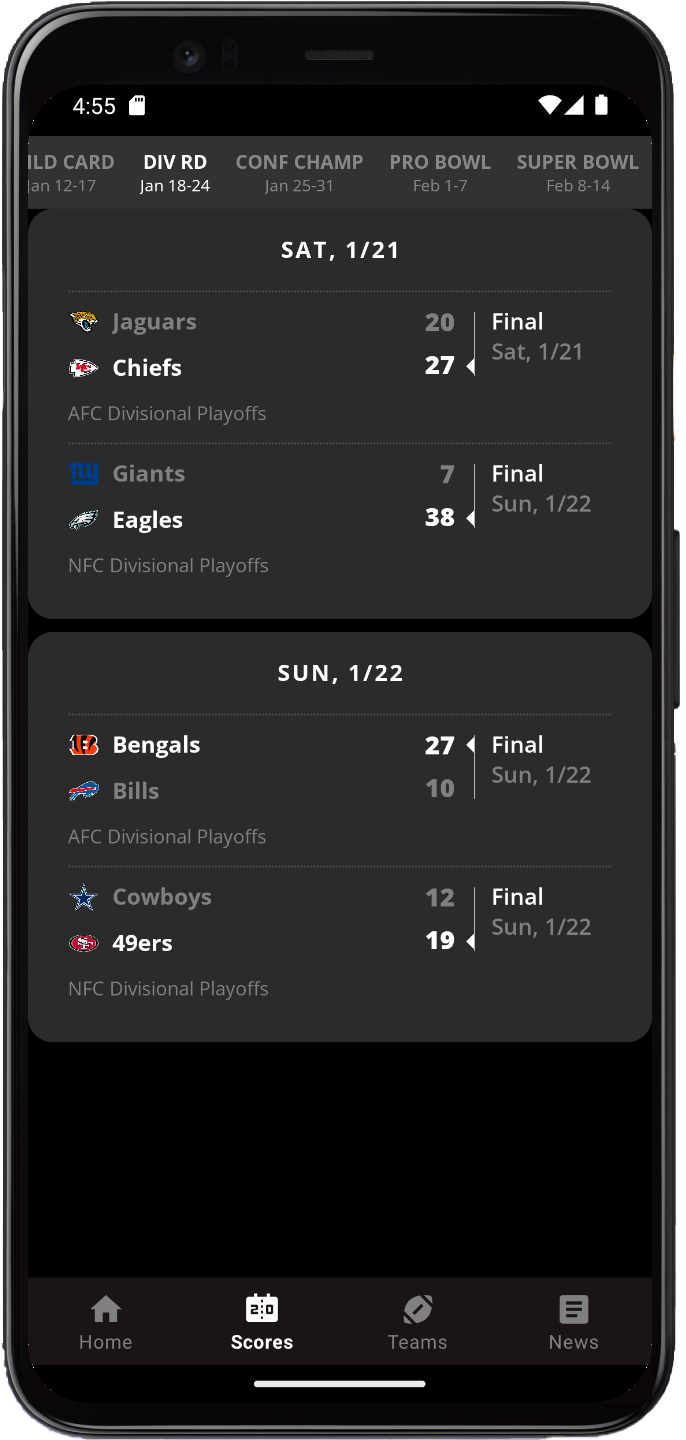 4:55
ILD CARD DIV RD CONF CHAMP PRO BOWL SUPER BOWL
Jan 12-17 Jan 18-24 Jan 25-31 Feb 1-7 Feb 8-14
SAT, 1/21
Jaguars 20 Final
Sat, 1/21
Chiefs 27
AFC Divisional Playoffs
Giants 7 Final
Sun, 1/22
Eagles 38
NFC Divisional Playoffs
SUN, 1/22
Bengals 27 Final
Sun, 1/22
Bills 10
AFC Divisional Playoffs
Cowboys 12 Final
Sun, 1/22
49ers 19
NFC Divisional Playoffs
2:0
Home Scores Teams News